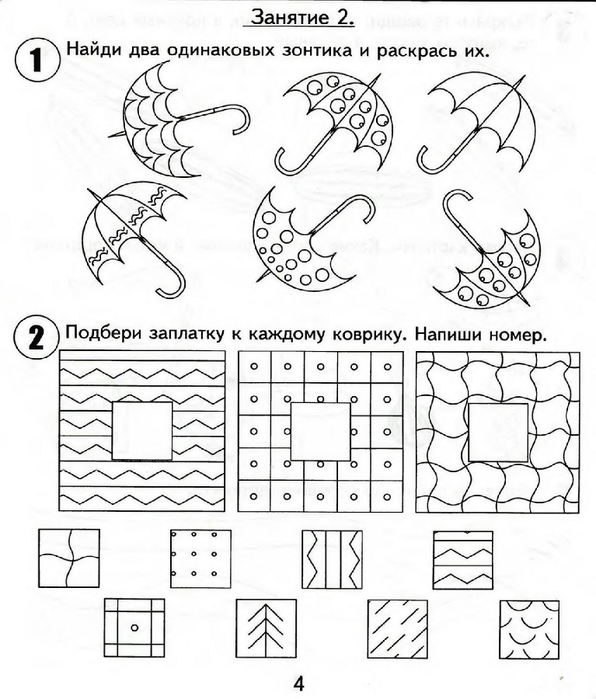 Занятие 2.
1 Найди два одинаковых зонтика и раскрась их.
2 Подбери заплатку к каждому коврику. Напиши номер.
4